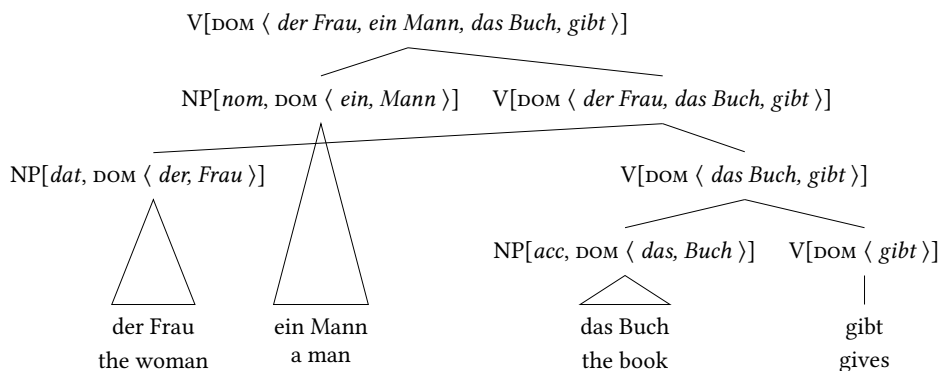 V[DOM ⟨ der Frau, ein Mann, das Buch, gibt ⟩]
NP[nom, DOM ⟨ ein, Mann ⟩] V[DOM ⟨ der Frau, das Buch, gibt ⟩]
NP[dat, DOM ⟨ der, Frau ⟩] V[DOM ⟨ das Buch, gibt ⟩]
NP[acc, DOM ⟨ das, Buch ⟩] V[DOM ⟨ gibt ⟩]
der Frau ein Mann das Buch gibt
the woman a man the book gives